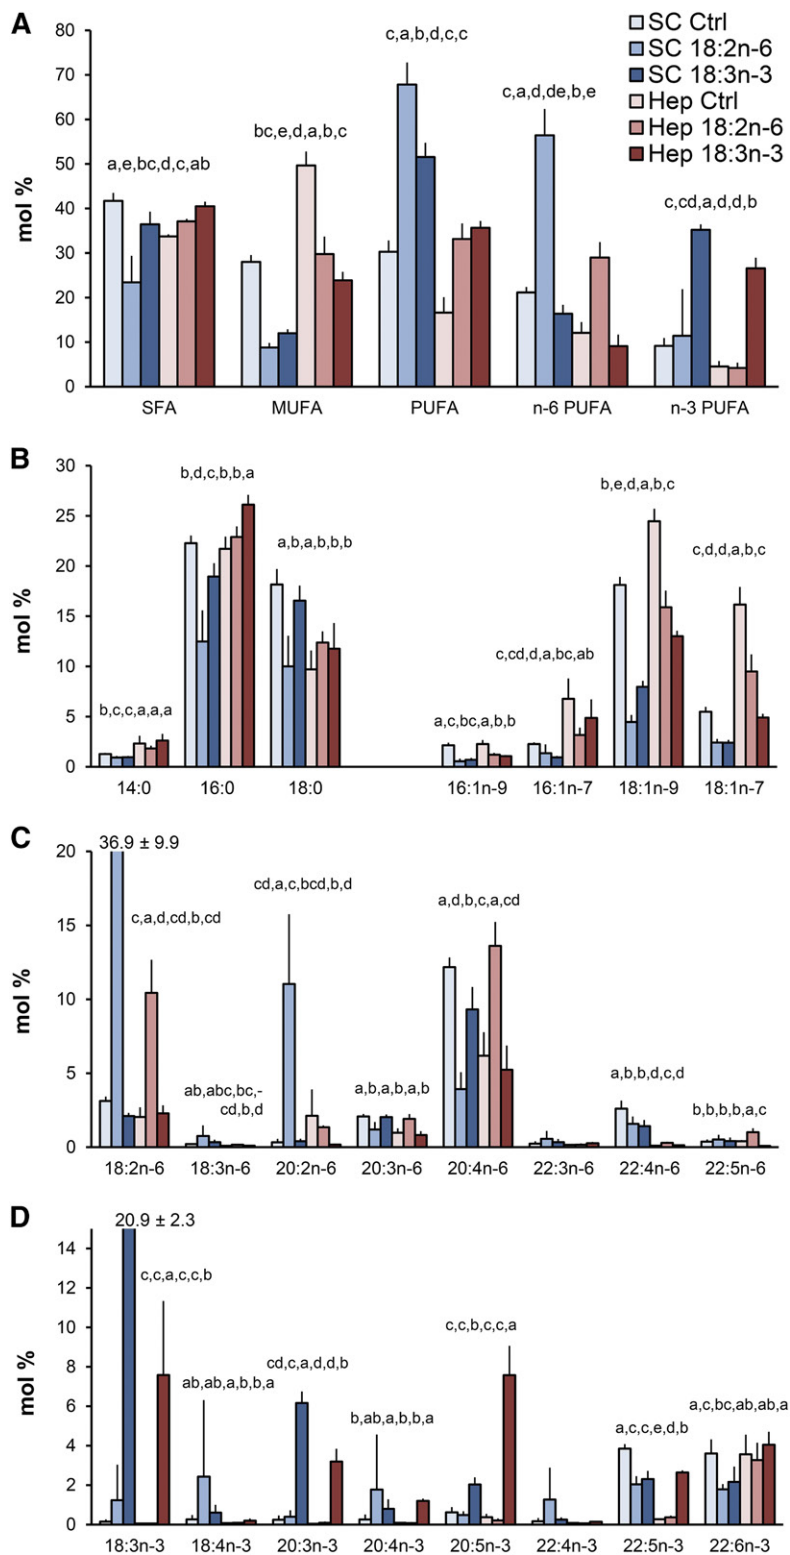 A
80
70
60
50
40
30
20
10
0
mol %
SC Ctrl
SC 18:2n-6
SC 18:3n-3
Hep Ctrl
Hep 18:2n-6
Hep 18:3n-3
a,e,bc,d,c,ab
bc,e,d,a,b,c
c,a,b,d,c,c
c,a,d,de,b,e
c,cd,a,d,d,b
SFA MUFA PUFA n-6 PUFA n-3 PUFA
B
30
25
20
15
10
5
0
mol %
b,c,c,a,a,a
b,d,c,b,b,a
a,b,a,b,b,b
a,c,bc,a,b,b
c,cd,d,a,bc,ab
b,e,d,a,b,c
c,d,d,a,b,c
14:0 16:0 18:0 16:1n-9 16:1n-7 18:1n-9 18:1n-7
C
20
15
10
5
0
mol %
36.9 ± 9.9
c,a,d,cd,b,cd
ab,abc,bc,-
cd,b,d
cd,a,c,bcd,b,d
a,b,a,b,a,b
a,d,b,c,a,cd
a,b,b,d,c,d
b,b,b,b,a,c
18:2n-6 18:3n-6 20:2n-6 20:3n-6 20:4n-6 22:3n-6 22:4n-6 22:5n-6
D
14
12
10
8
6
4
2
0
mol %
20.9 ± 2.3
c,c,a,c,c,b
ab,ab,a,b,b,a
cd,c,a,d,d,b
b,ab,a,b,b,a
c,c,b,c,c,a
a,c,c,e,d,b
a,c,bc,ab,ab,a
18:3n-3 18:4n-3 20:3n-3 20:4n-3 20:5n-3 22:4n-3 22:5n-3 22:6n-3